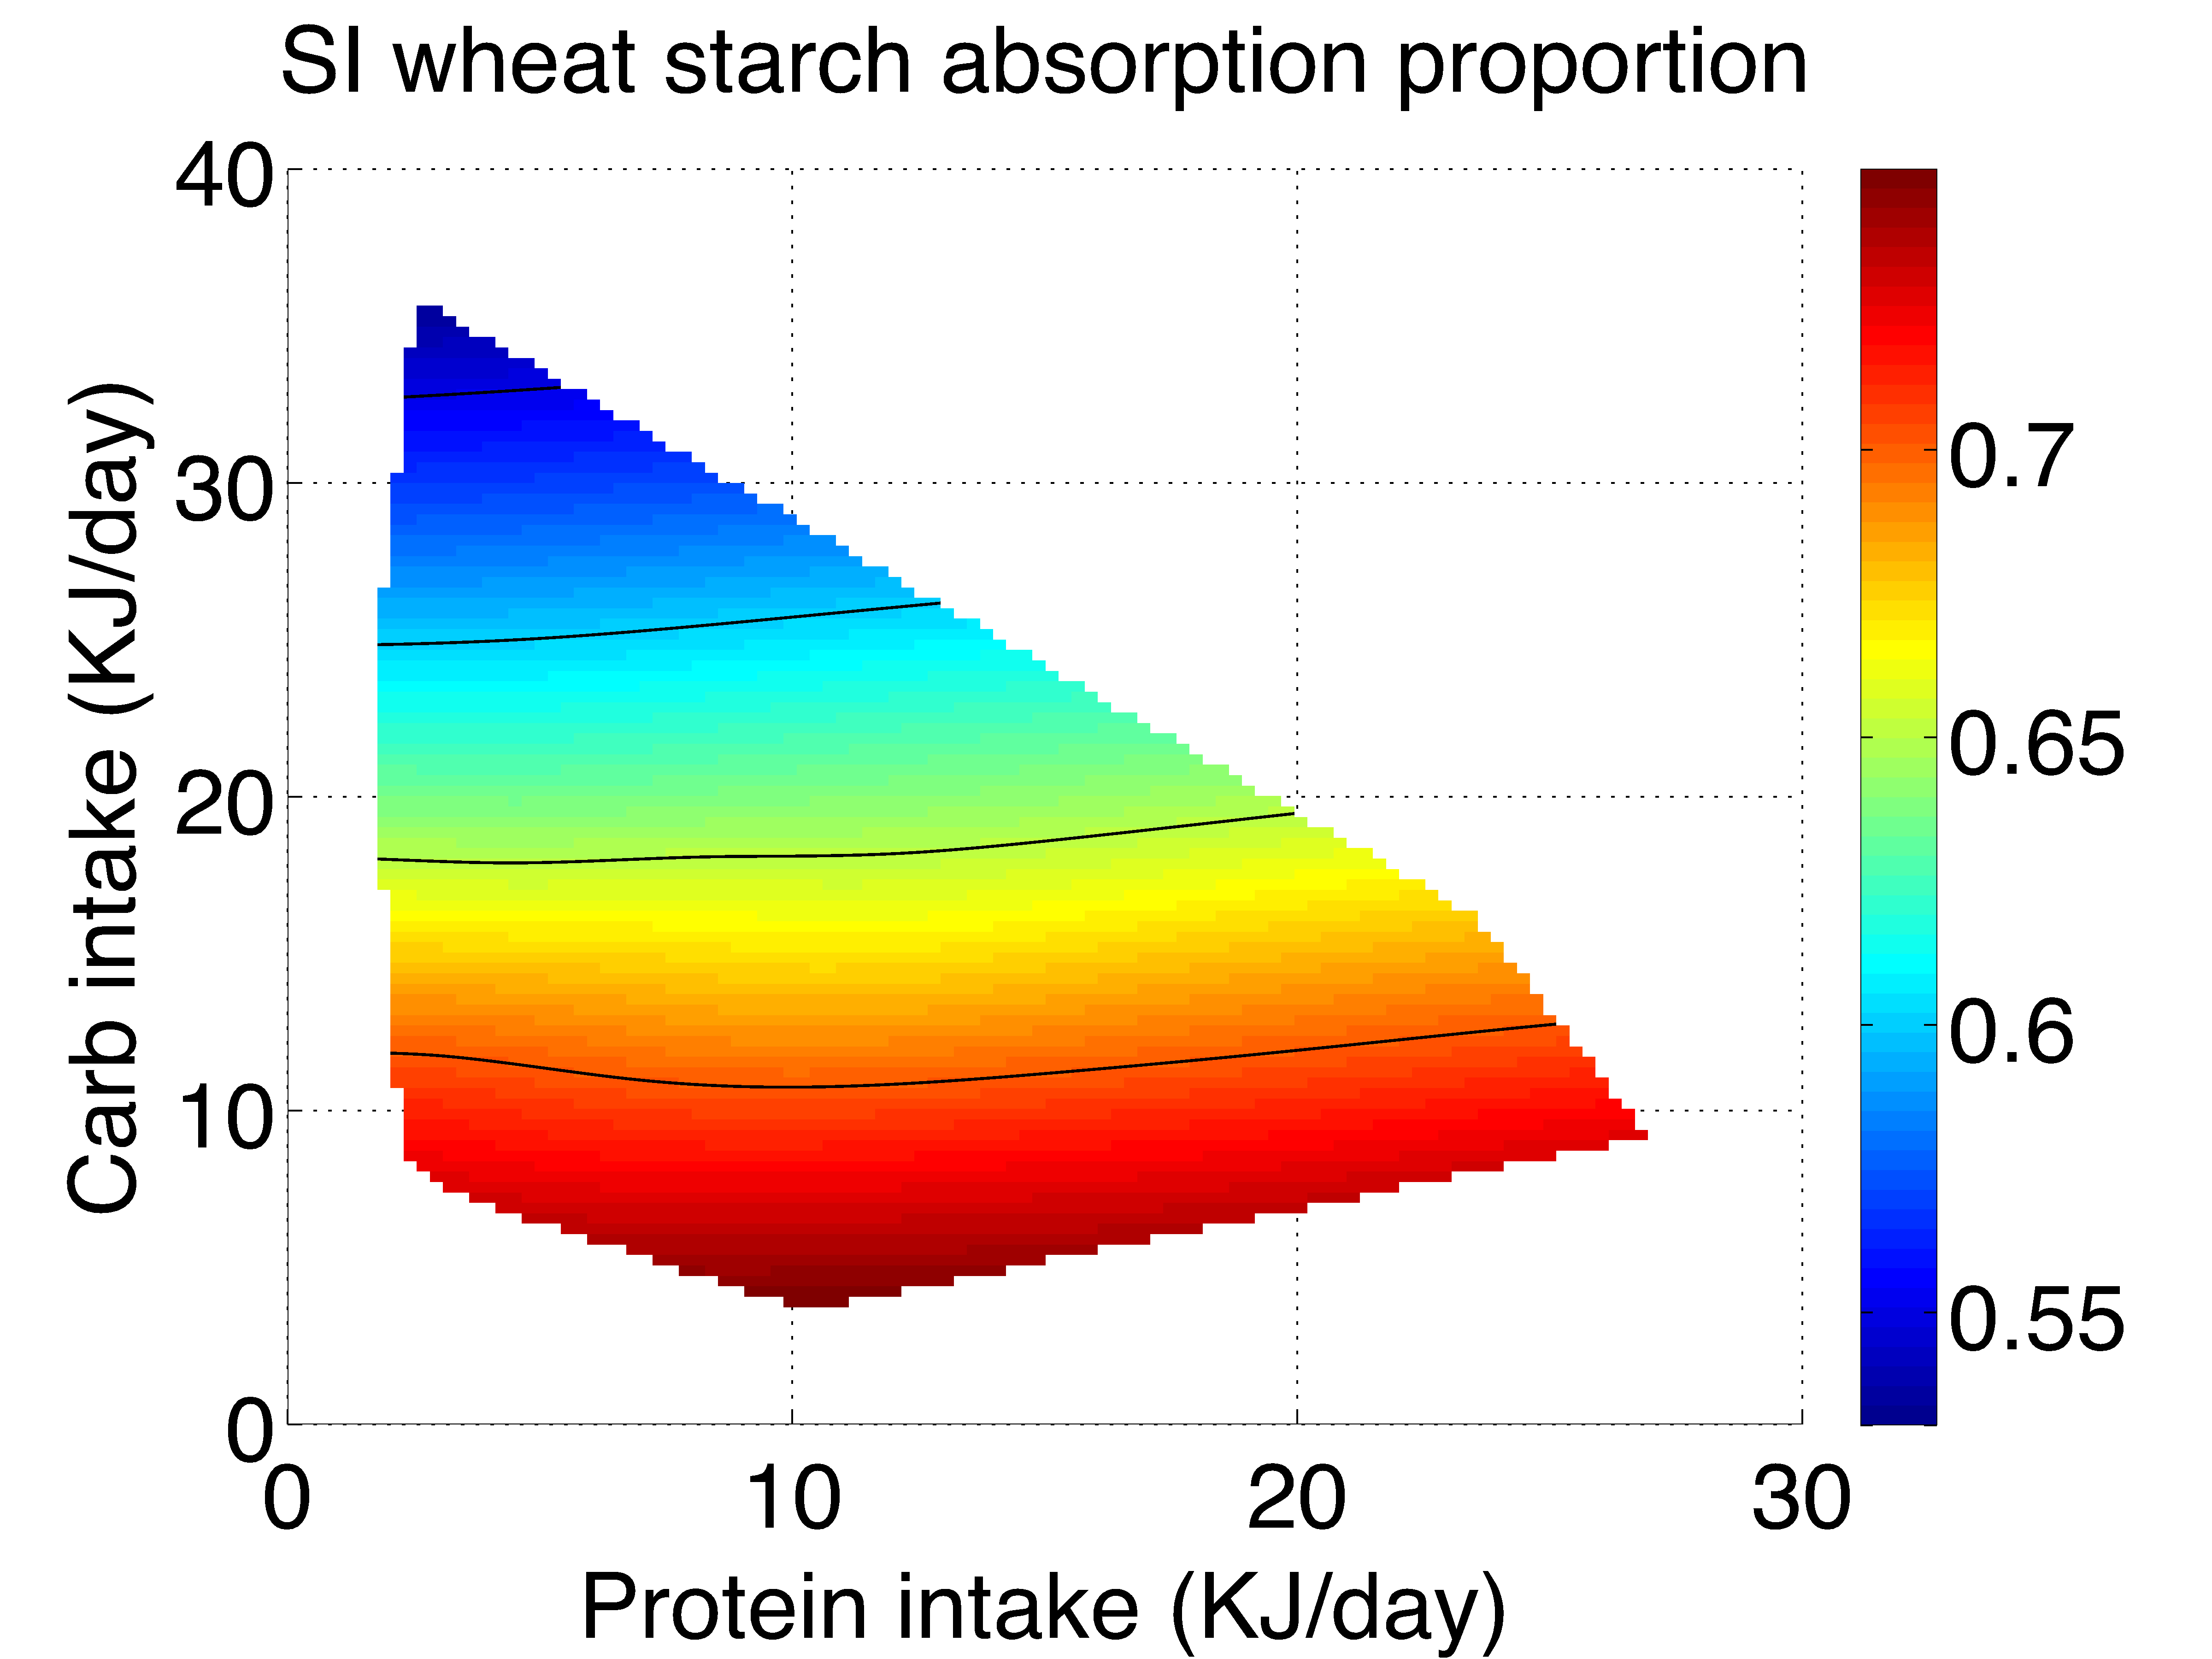 SI wheat starch absorption proportion
40
30
20
10
0
0 10 20 30
Carb intake (KJ/day)
Protein intake (KJ/day)
0.7
0.65
0.6
0.55